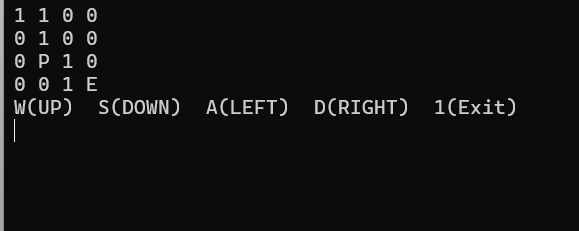 1 1 0 0
0 1 0 0
0 P 1 0
0 0 1 E
W(UP)  S(DOWN)  A(LEFT)  D(RIGHT)  1(Exit)